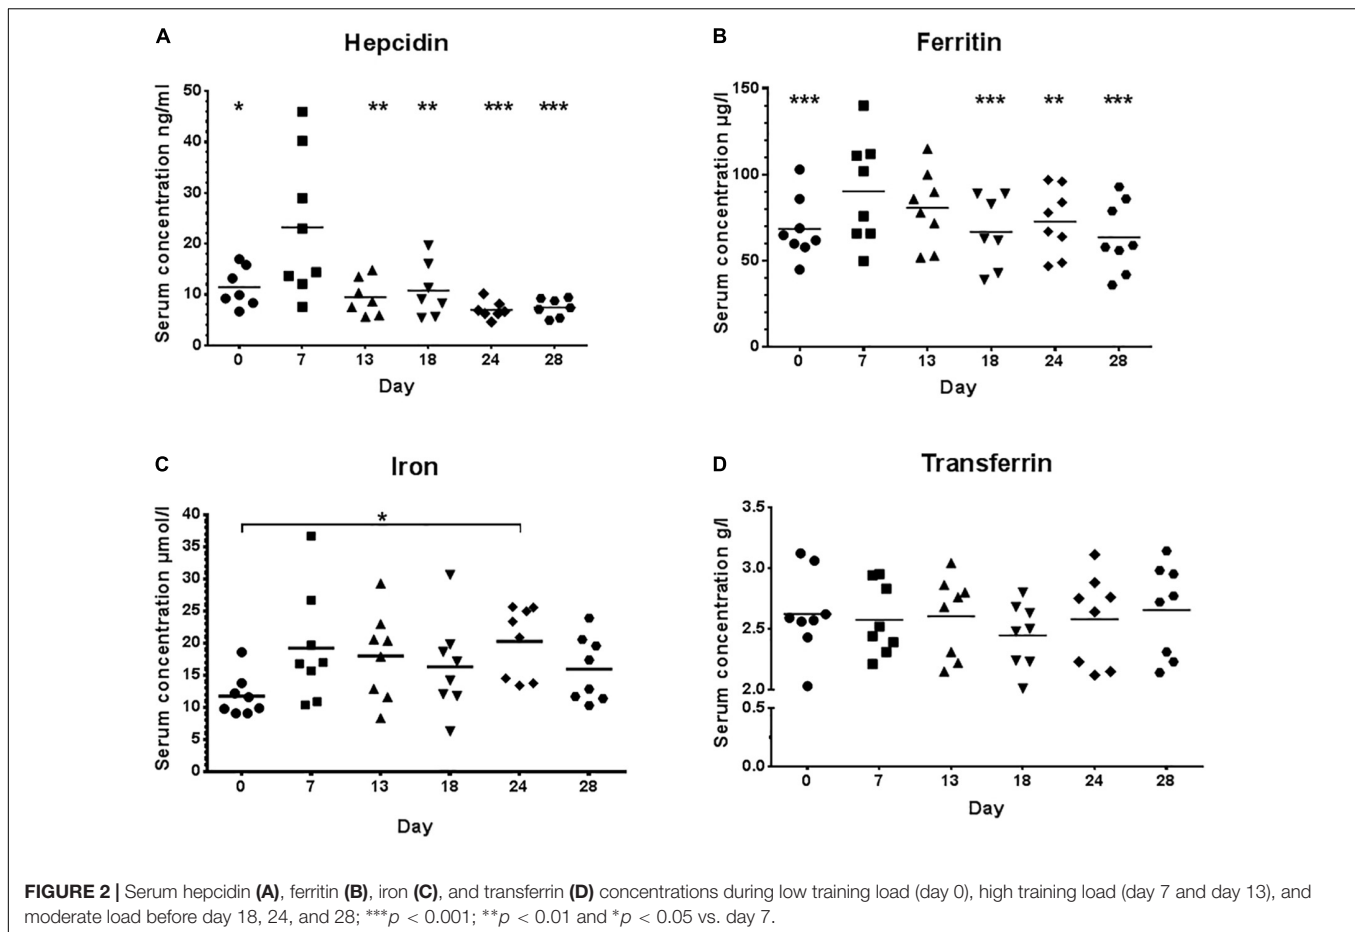 A
Hepcidin
Serum concentration ng/ml
50
40
30
20
10
0
*
**
**
***
***
0 7 13 18 24 28
Day
B
Ferritin
Serum concentration µg/l
150
100
50
0
***
***
**
***
0 7 13 18 24 28
Day
C
Iron
Serum concentration µmol/l
40
35
30
25
20
15
10
5
0
*
0 7 13 18 24 28
Day
D
Transferrin
Serum concentration g/l
3.5
3.0
2.5
2.0
0.5
0.0
0 7 13 18 24 28
Day
FIGURE 2 | Serum hepcidin (A), ferritin (B), iron (C), and transferrin (D) concentrations during low training load (day 0), high training load (day 7 and day 13), and
moderate load before day 18, 24, and 28; ***p < 0.001; **p < 0.01 and *p < 0.05 vs. day 7.